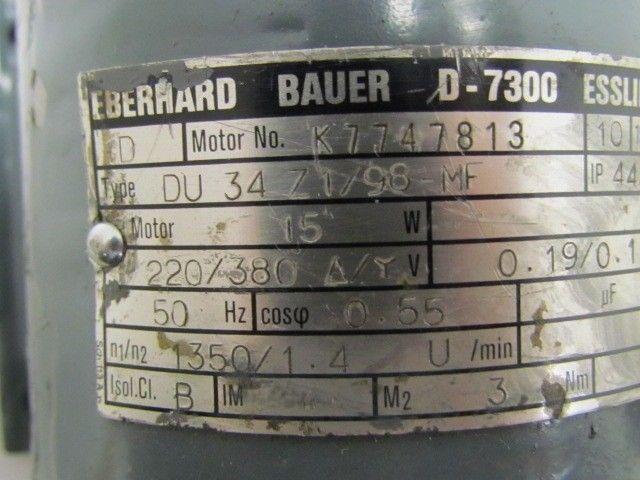 EBERHARD BAUER D-7300 ESSLI
ED Motor No. K7747813 10
Type DU 34 Z1/98-MF IP 44
Motor 15 W
220/380 Δ/Y V 0.19/0.1
50 Hz cosφ 0.55 µF
n1/n2 1350/1.4 U/min
Isol.Cl. B IM M2 3 Nm